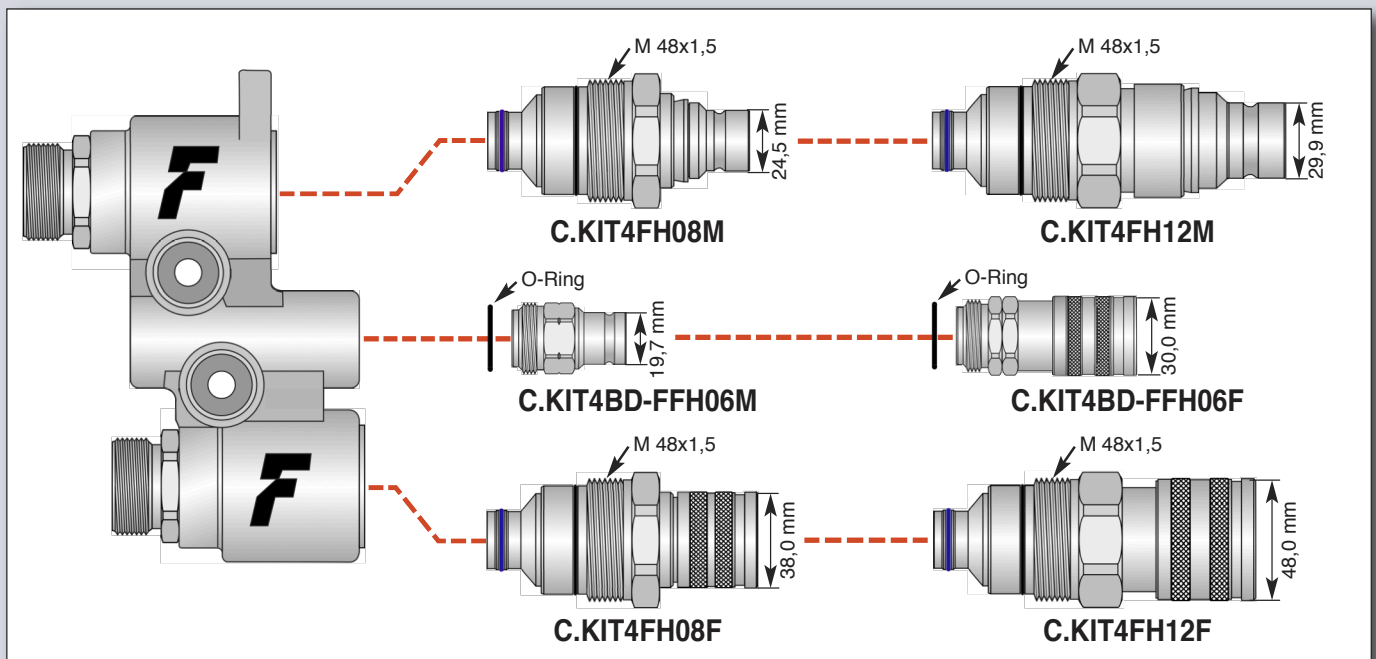 M 48x1,5
M 48x1,5
24,5 mm
29,9 mm
C.KIT4FH08M
C.KIT4FH12M
O-Ring
O-Ring
19,7 mm
30,0 mm
C.KIT4BD-FFH06M
C.KIT4BD-FFH06F
M 48x1,5
M 48x1,5
38,0 mm
48,0 mm
C.KIT4FH08F
C.KIT4FH12F